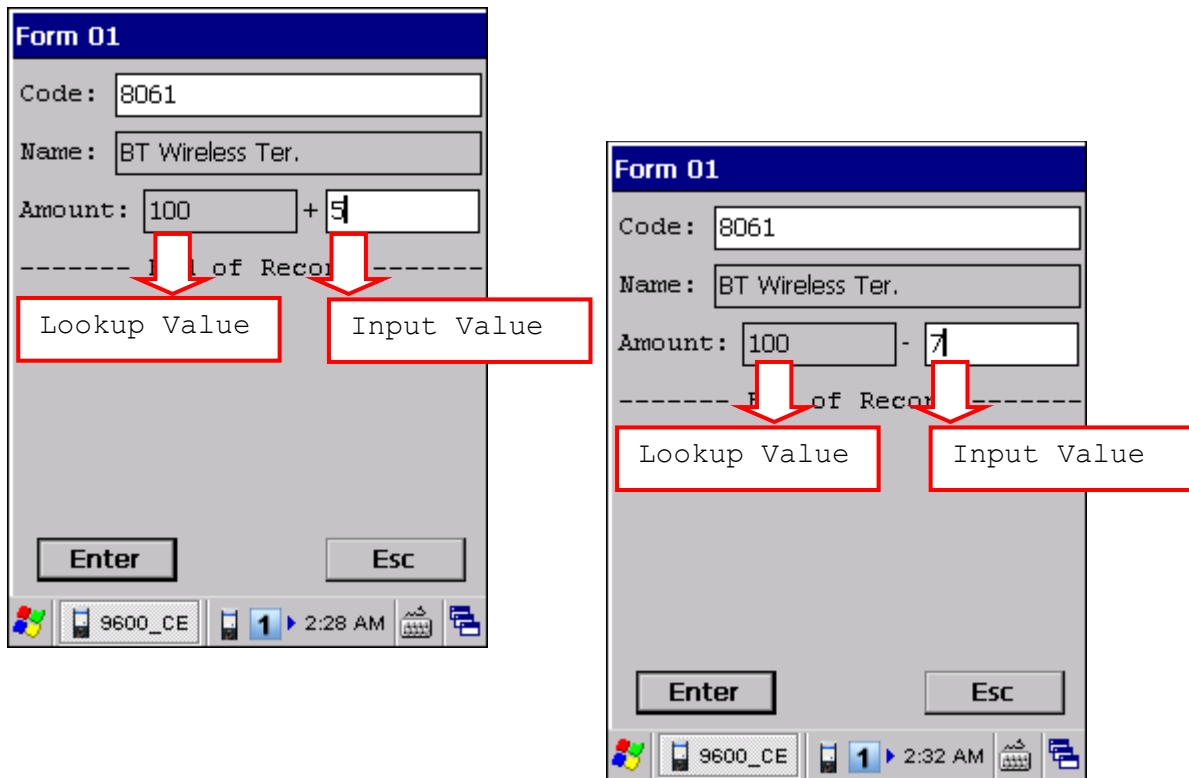 Form 01
Code: 8061
Name: BT Wireless Ter.
Amount: 100 + 5
------- of -------
Lookup Value Input Value
Enter Esc
9600_CE 1 2:28 AM
Form 01
Code: 8061
Name: BT Wireless Ter.
Amount: 100 - 7
------- of -------
Lookup Value Input Value
Enter Esc
9600_CE 1 2:32 AM